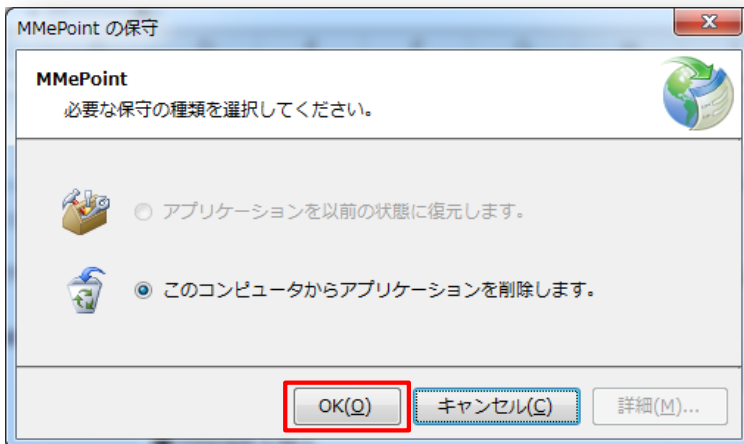 MMePoint の保守
MMePoint
必要な保守の種類を選択してください。
アプリケーションを以前の状態に復元します。
このコンピュータからアプリケーションを削除します。
OK(O)
キャンセル(C)
詳細(M)...